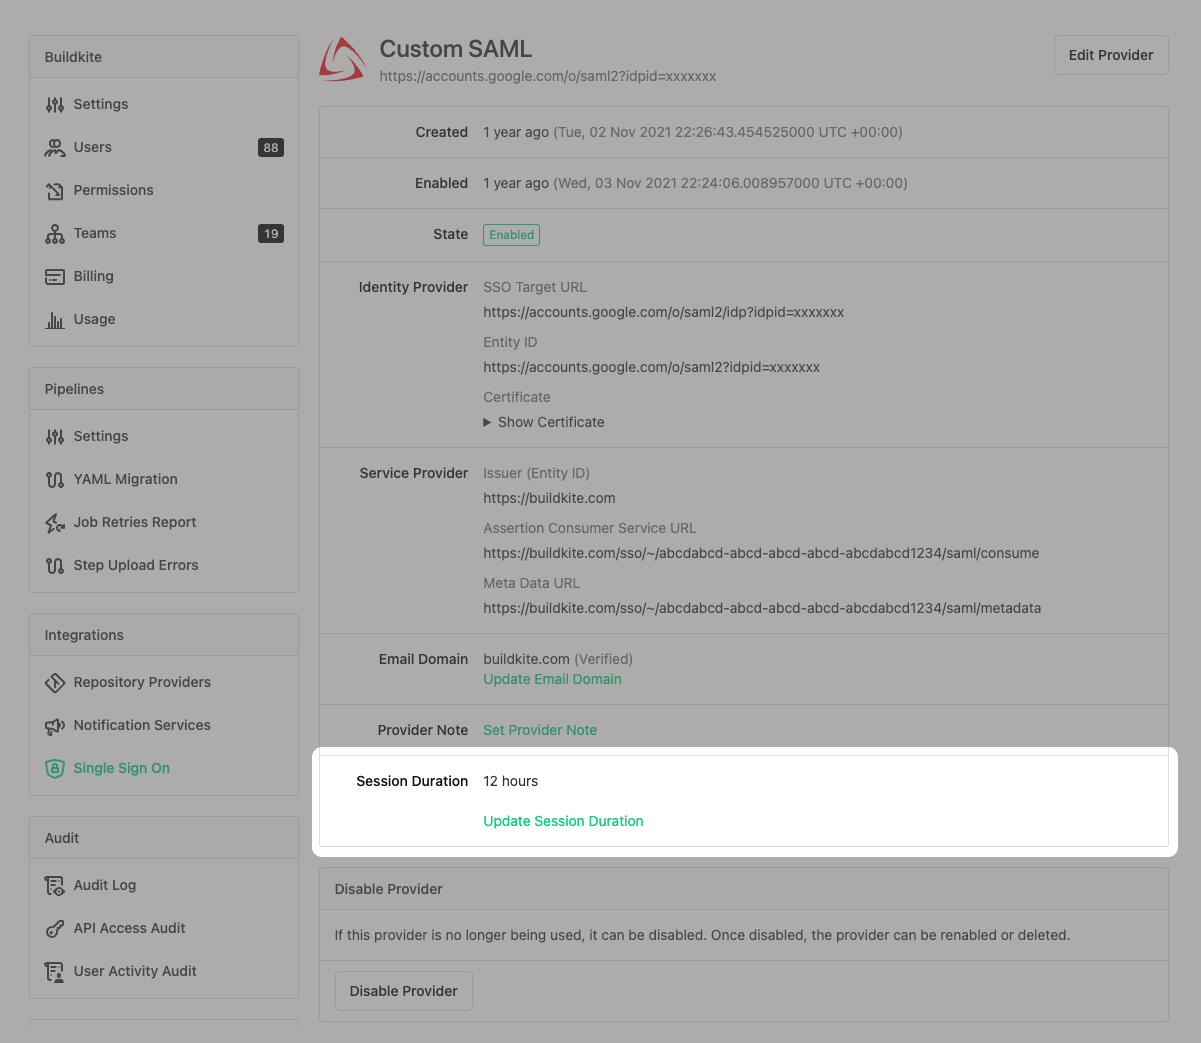 Buildkite
Settings
Users 88
Permissions
Teams 19
Billing
Usage
Pipelines
Settings
YAML Migration
Job Retries Report
Step Upload Errors
Integrations
Repository Providers
Notification Services
Single Sign On
Audit
Audit Log
API Access Audit
User Activity Audit
Custom SAML
https://accounts.google.com/o/saml2?idpid=xxxxxxx
Edit Provider
Created 1 year ago (Tue, 02 Nov 2021 22:26:43.454525000 UTC +00:00)
Enabled 1 year ago (Wed, 03 Nov 2021 22:24:06.008957000 UTC +00:00)
State Enabled
Identity Provider SSO Target URL
https://accounts.google.com/o/saml2/idp?idpid=xxxxxxx
Entity ID
https://accounts.google.com/o/saml2?idpid=xxxxxxx
Certificate
Show Certificate
Service Provider Issuer (Entity ID)
https://buildkite.com
Assertion Consumer Service URL
https://buildkite.com/sso/~/abcdabcd-abcd-abcd-abcd-abcdabcd1234/saml/consume
Meta Data URL
https://buildkite.com/sso/~/abcdabcd-abcd-abcd-abcd-abcdabcd1234/saml/metadata
Email Domain buildkite.com (Verified)
Update Email Domain
Provider Note Set Provider Note
Session Duration 12 hours
Update Session Duration
Disable Provider
If this provider is no longer being used, it can be disabled. Once disabled, the provider can be renabled or deleted.
Disable Provider